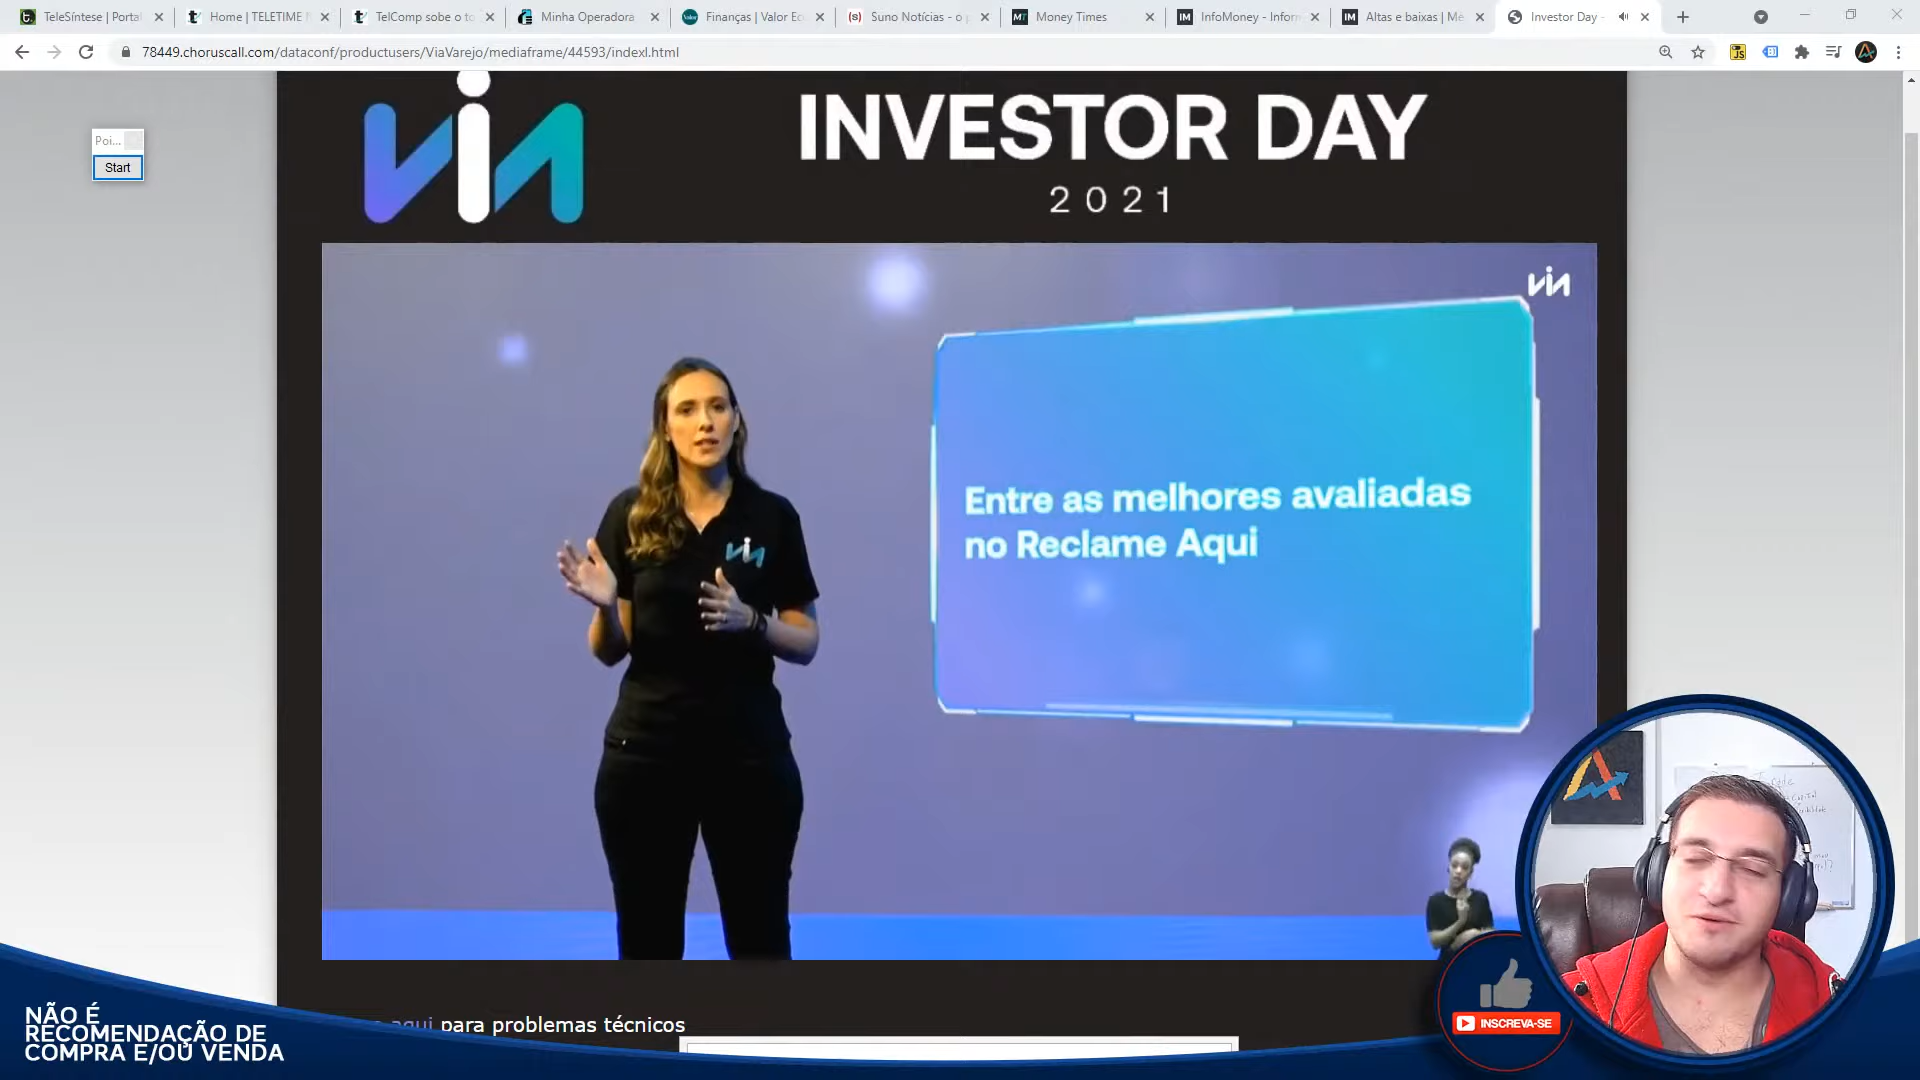 TeleSíntese | Portal
Home | TELETIME N
TelComp sobe o to
Minha Operadora
Finanças | Valor Eco
Suno Notícias - o p
Money Times
InfoMoney - Inform
Altas e baixas | Me
Investor Day -
78449.choruscall.com/dataconf/productusers/ViaVarejo/mediaframe/44593/indexl.html
Poi...
Start
via
INVESTOR DAY
2021
via
Entre as melhores avaliadas
no Reclame Aqui
via
aqui para problemas técnicos
NÃO É
RECOMENDAÇÃO DE
COMPRA E/OU VENDA
INSCREVA-SE